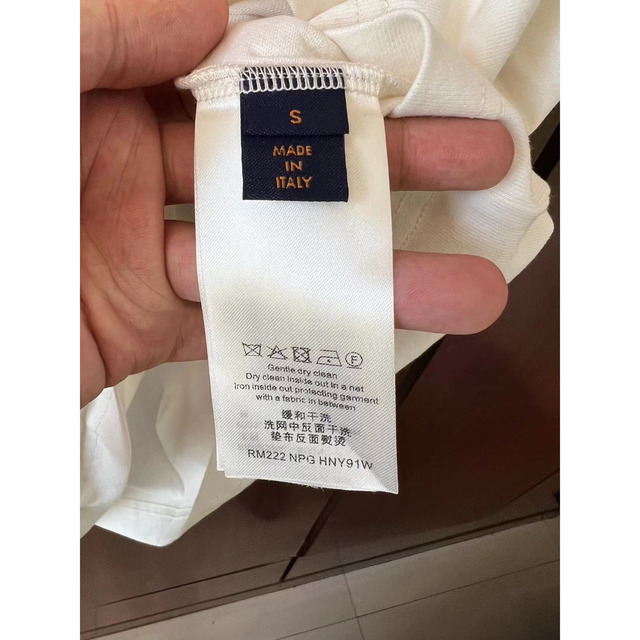 S
MADE
IN
ITALY
Gentle dry clean
Dry clean inside out in a net
Iron inside out protecting garment
with a fabric in between
缓和干洗
洗网中反面干洗
垫布反面熨烫
RM222 NPG HNY91W